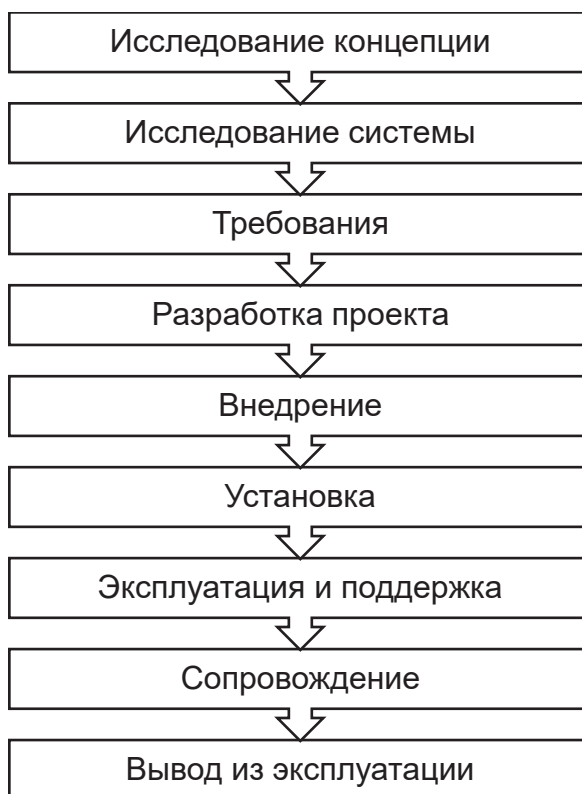 Исследование концепции
Исследование системы
Требования
Разработка проекта
Внедрение
Установка
Эксплуатация и поддержка
Сопровождение
Вывод из эксплуатации